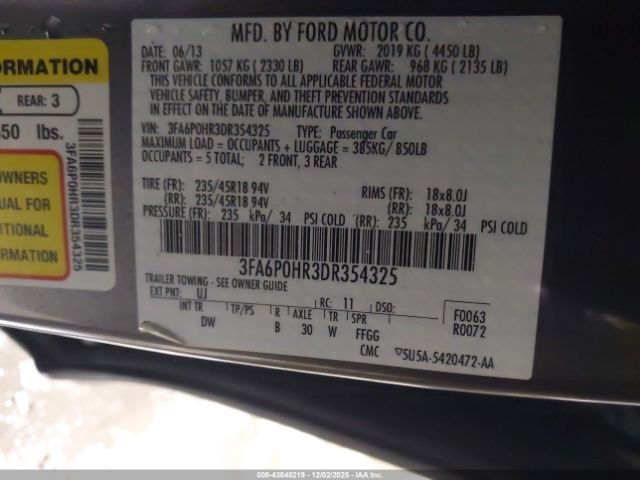 MFD. BY FORD MOTOR CO.
DATE: 06/13 GVWR: 2019 KG ( 4450 LB)
FRONT GAWR: 1057 KG ( 2330 LB) REAR GAWR: 968 KG ( 2135 LB)
THIS VEHICLE CONFORMS TO ALL APPLICABLE FEDERAL MOTOR
VEHICLE SAFETY, BUMPER, AND THEFT PREVENTION STANDARDS
IN EFFECT ON THE DATE OF MANUFACTURE SHOWN ABOVE.
VIN: 3FA6P0HR3DR354325 TYPE: Passenger Car
MAXIMUM LOAD = OCCUPANTS + LUGGAGE = 385KG/ 850LB
OCCUPANTS = 5 TOTAL; 2 FRONT, 3 REAR
TIRE (FR): 235/45R18 94V RIMS (FR): 18x8.0J
(RR): 235/45R18 94V (RR): 18x8.0J
PRESSURE (FR): 235 kPa/ 34 PSI COLD (RR): 235 kPa/ 34 PSI COLD
3FA6P0HR3DR354325
TRAILER TOWING - SEE OWNER GUIDE
EXT PNT: UJ RC: 11 DSO: F0063
INT TR TP/PS R AXLE TR SPR R0072
DW B 30 W FFGG
CMC 5U5A-5420472-AA
FORMATION
REAR: 3
50 lbs.
OWNERS
UAL FOR
ITIONAL
ORMATION
3FA6P0HR3DR354325
000-43848219 - 12/02/2025 - IAAI.COM